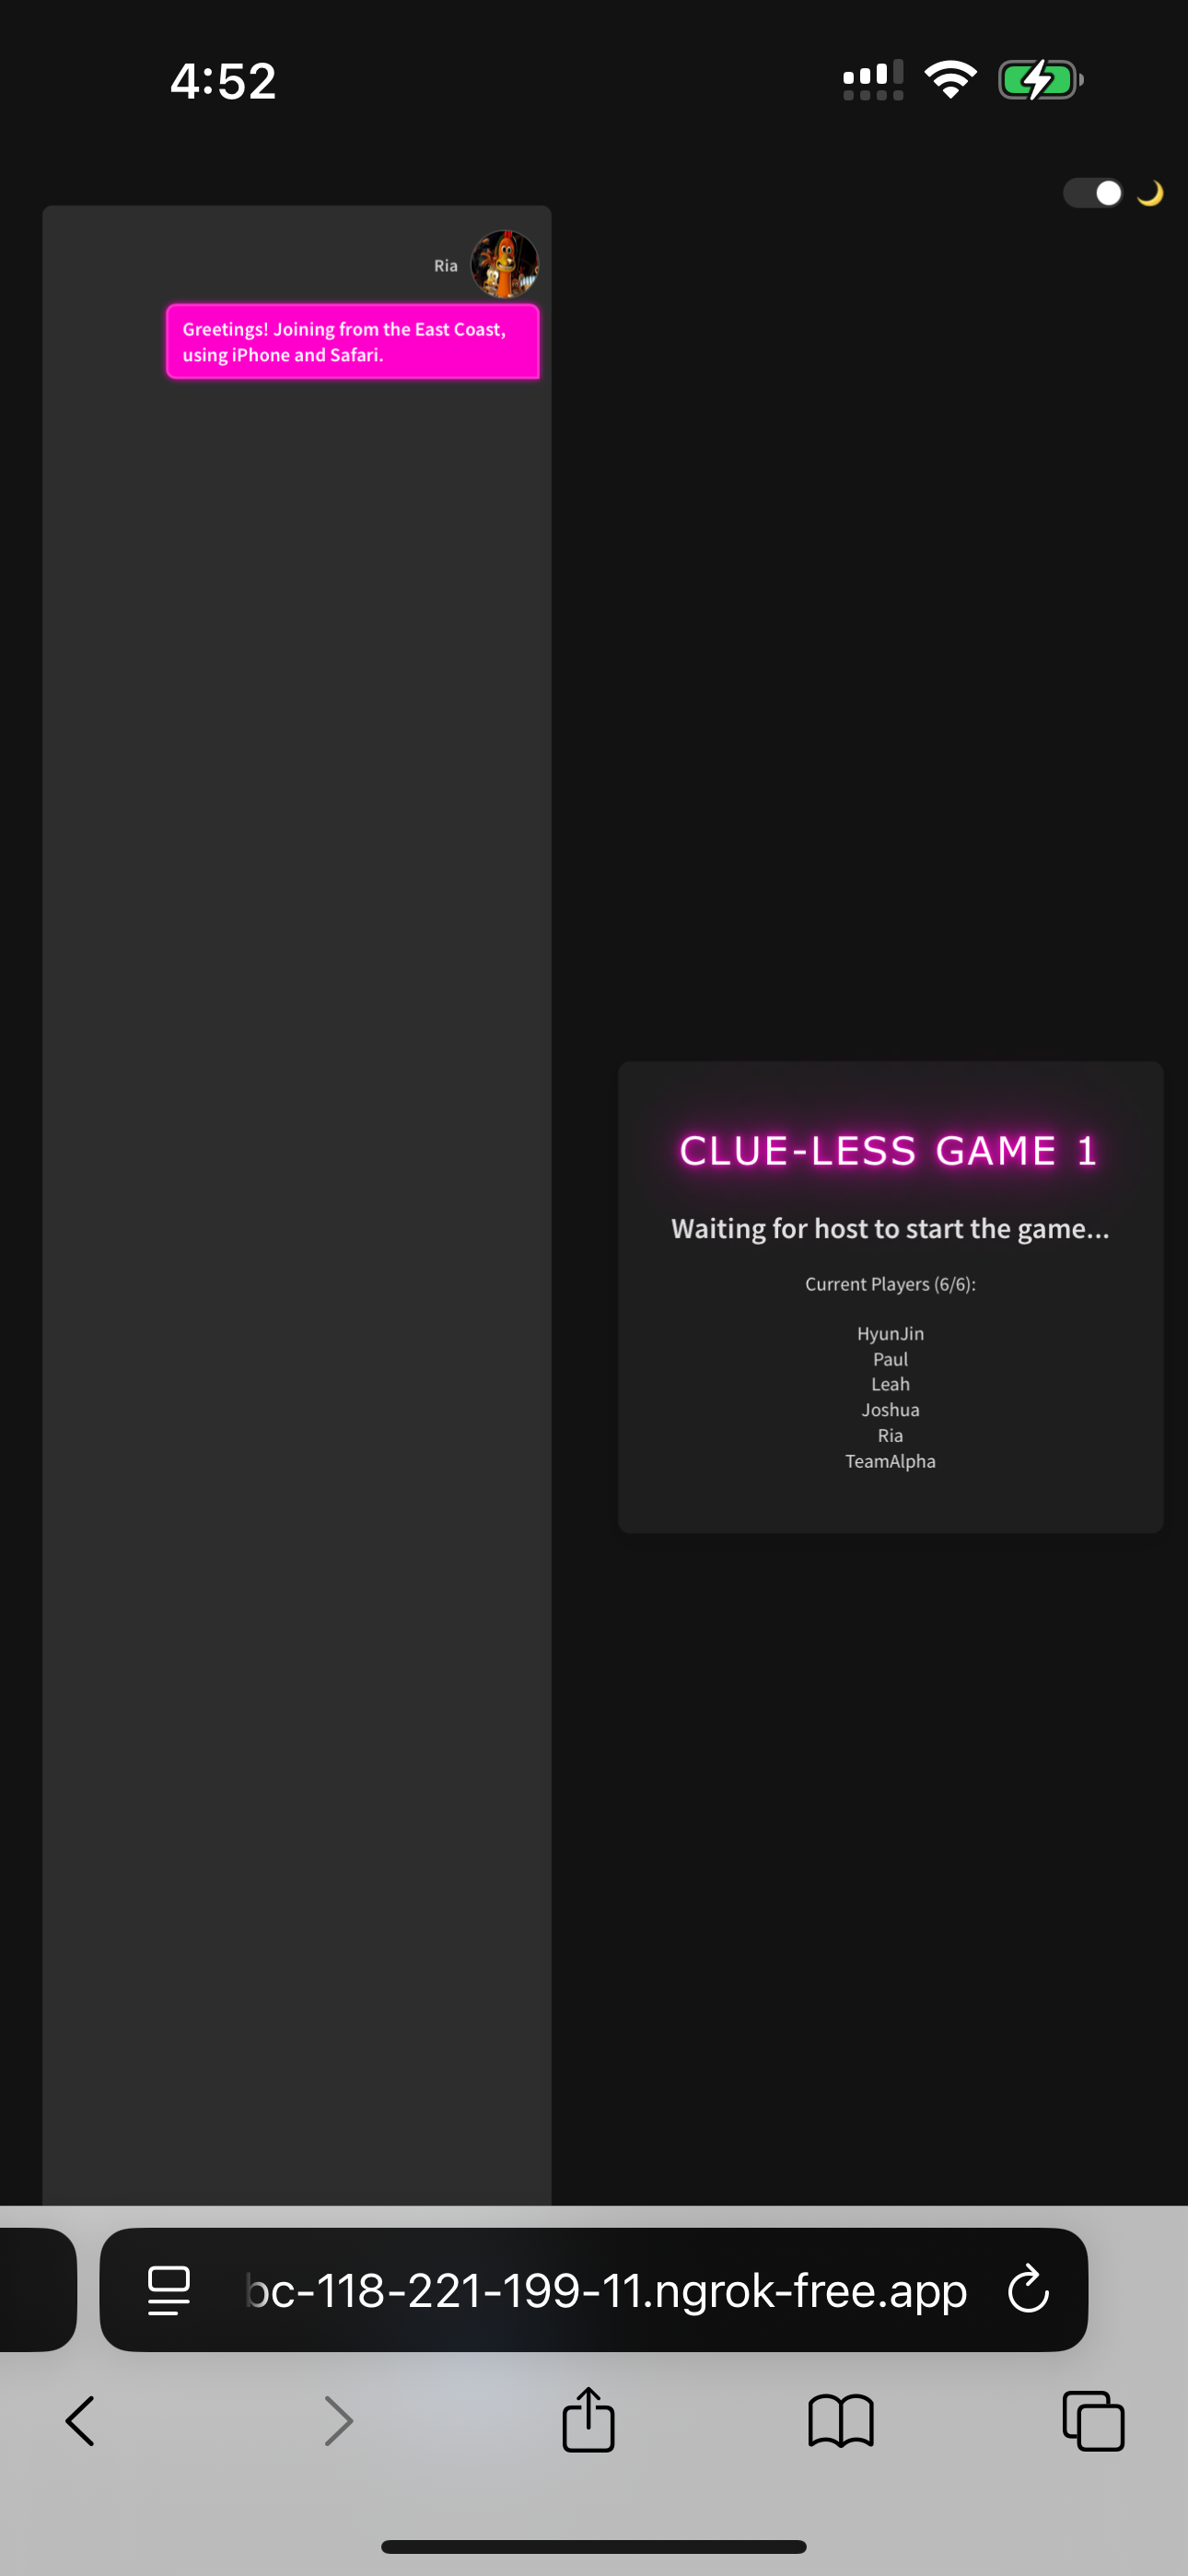 4:52
Ria
Greetings! Joining from the East Coast,
using iPhone and Safari.
CLUE-LESS GAME 1
Waiting for host to start the game...
Current Players (6/6):
HyunJin
Paul
Leah
Joshua
Ria
TeamAlpha
bc-118-221-199-11.ngrok-free.app